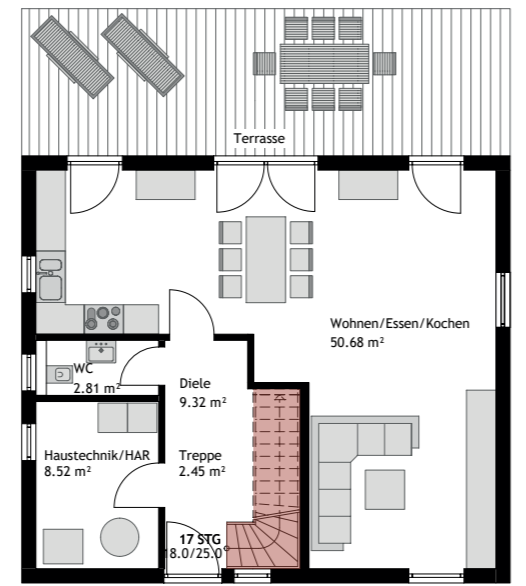 Terrasse
Wohnen/Essen/Kochen
50.68 m²
WC
2.81 m²
Diele
9.32 m²
Haustechnik/HAR
8.52 m²
Treppe
2.45 m²
17 STG
18.0/25.0